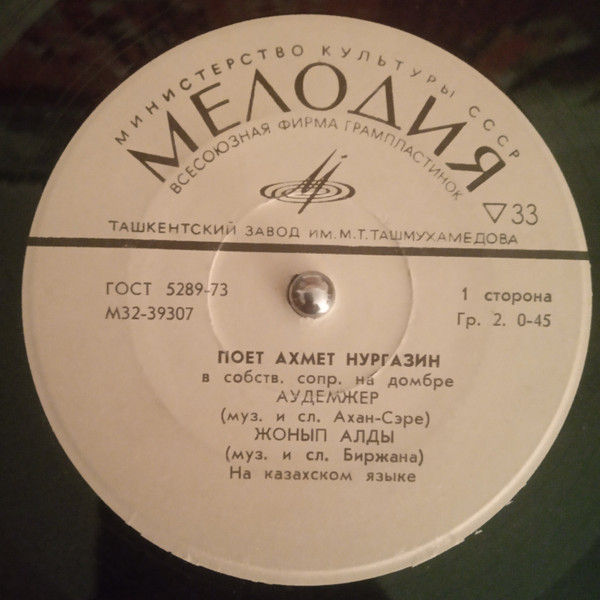 МИНИСТЕРСТВО КУЛЬТУРЫ СССР
МЕЛОДИЯ
ВСЕСОЮЗНАЯ ФИРМА ГРАМПЛАСТИНОК
▽33
ТАШКЕНТСКИЙ ЗАВОД ИМ.М.Т.ТАШМУХАМЕДОВА
ГОСТ 5289-73
М32-39307
1 сторона
Гр. 2. 0-45
ПОЕТ АХМЕТ НУРГАЗИН
в собств. сопр. на домбре
АУДЕМЖЕР
(муз. и сл. Ахан-Сэре)
ЖОНЫП АЛДЫ
(муз. и сл. Биржана)
На казахском языке